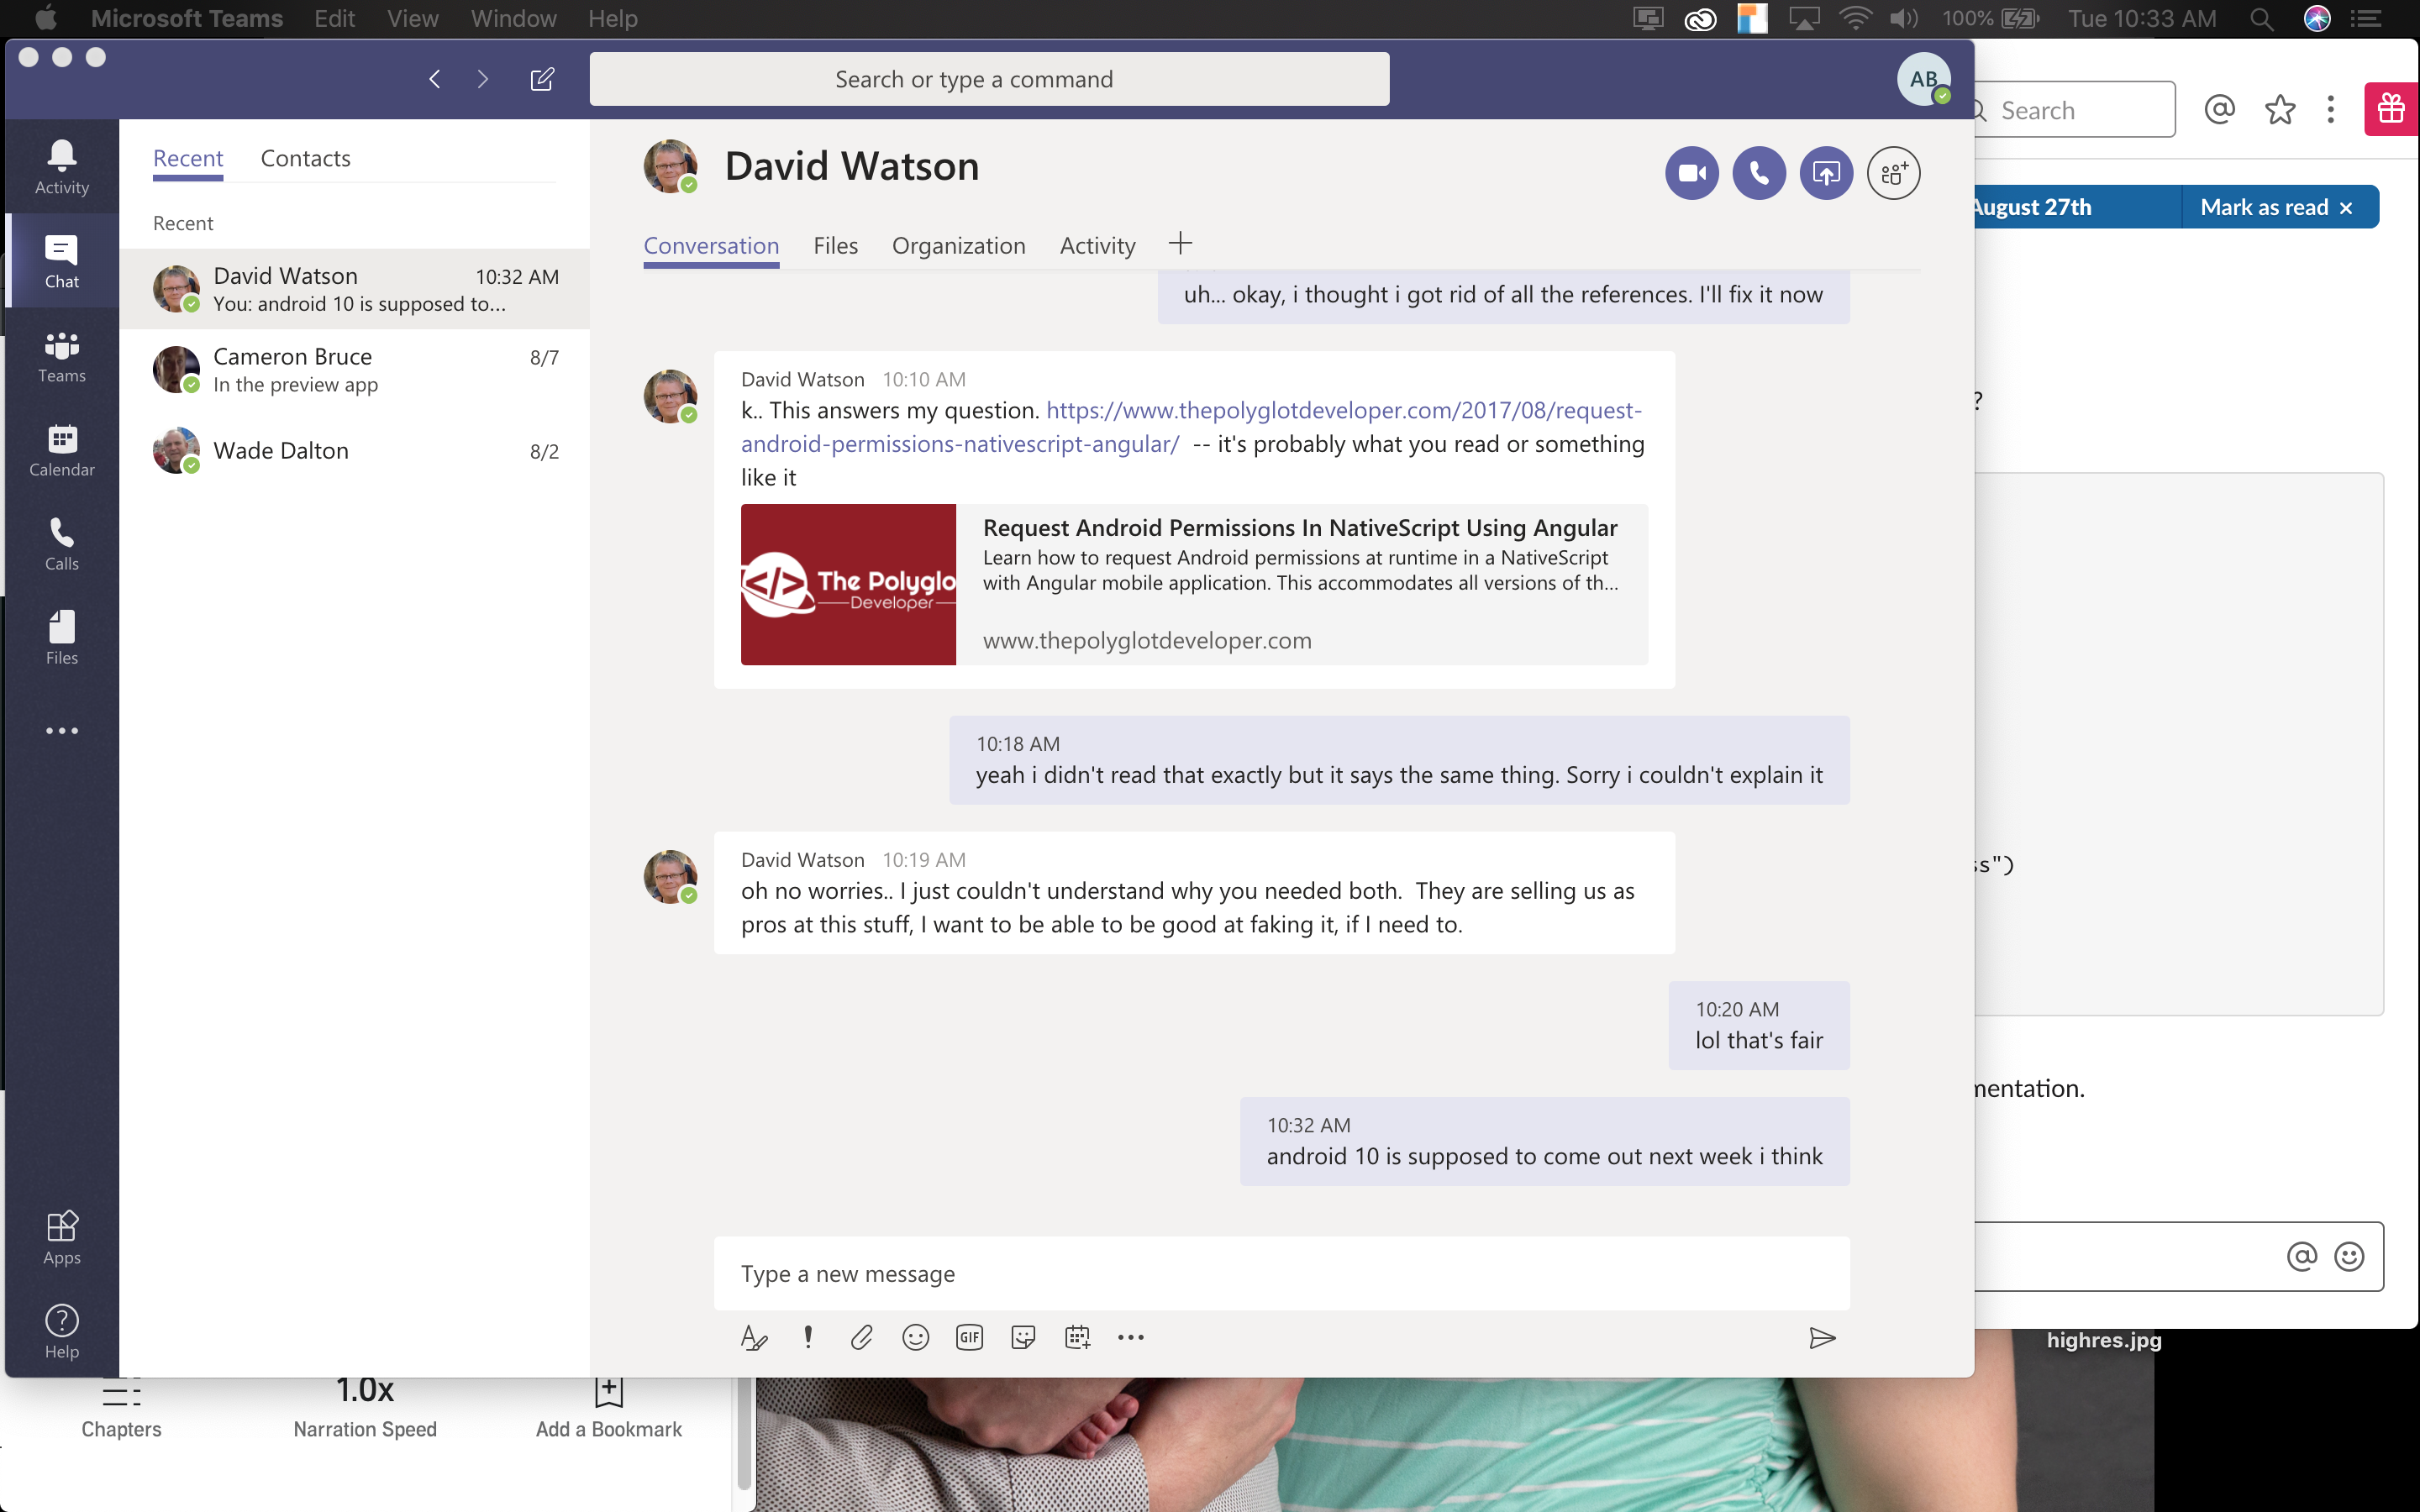 Microsoft Teams Edit View Window Help
100% Tue 10:33 AM
Search or type a command
AB
Search
Activity
Chat
Teams
Calendar
Calls
Files
Apps
Help
Recent Contacts
Recent
David Watson 10:32 AM
You: android 10 is supposed to...
Cameron Bruce 8/7
In the preview app
Wade Dalton 8/2
David Watson
Conversation Files Organization Activity
uh... okay, i thought i got rid of all the references. I'll fix it now
David Watson 10:10 AM
k.. This answers my question. https://www.thepolyglotdeveloper.com/2017/08/request-
android-permissions-nativescript-angular/ -- it's probably what you read or something
like it
The Polyglo
Developer
Request Android Permissions In NativeScript Using Angular
Learn how to request Android permissions at runtime in a NativeScript
with Angular mobile application. This accommodates all versions of th...
www.thepolyglotdeveloper.com
10:18 AM
yeah i didn't read that exactly but it says the same thing. Sorry i couldn't explain it
David Watson 10:19 AM
oh no worries.. I just couldn't understand why you needed both. They are selling us as
pros at this stuff, I want to be able to be good at faking it, if I need to.
10:20 AM
lol that's fair
10:32 AM
android 10 is supposed to come out next week i think
Type a new message
GIF
August 27th Mark as read
?
ss")
mentation.
highres.jpg
1.0x
Chapters Narration Speed Add a Bookmark